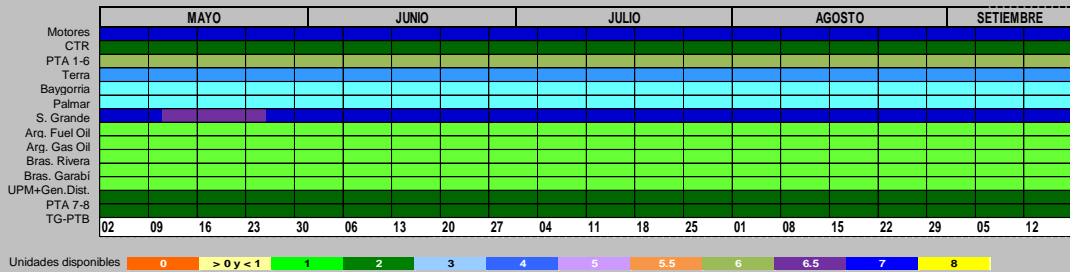 MAYO JUNIO JULIO AGOSTO SETIEMBRE
Motores
CTR
PTA 1-6
Terra
Baygorria
Palmar
S. Grande
Arg. Fuel Oil
Arg. Gas Oil
Bras. Rivera
Bras. Garabí
UPM+Gen.Dist.
PTA 7-8
TG-PTB
02 09 16 23 30 06 13 20 27 04 11 18 25 01 08 15 22 29 05 12
Unidades disponibles 0 > 0 y < 1 1 2 3 4 5 5.5 6 6.5 7 8